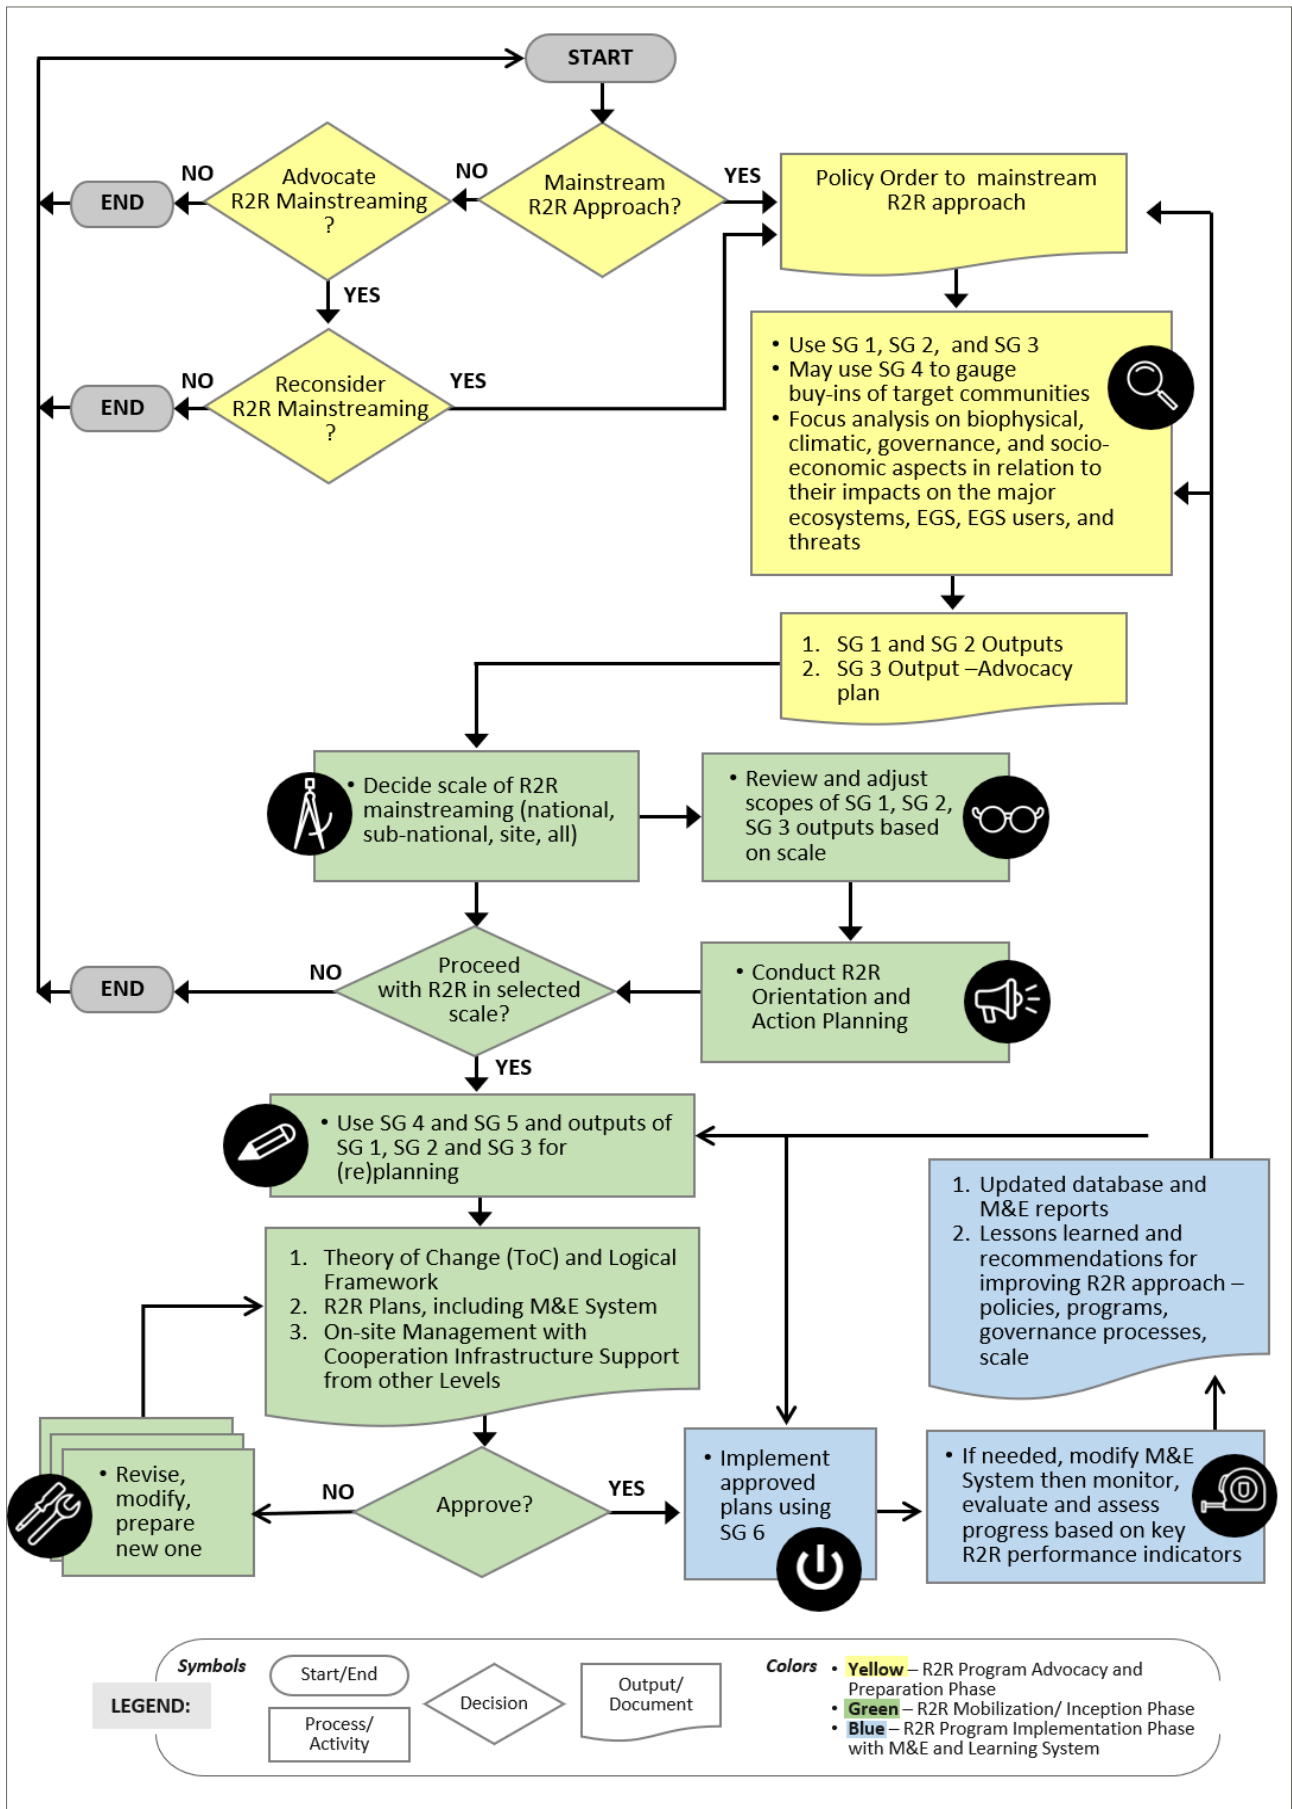 START
Mainstream
R2R Approach?
NO
YES
Advocate
R2R Mainstreaming
?
NO
END
YES
Policy Order to mainstream
R2R approach
Reconsider
R2R Mainstreaming
?
NO
END
YES
• Use SG 1, SG 2, and SG 3
• May use SG 4 to gauge
buy-ins of target communities
• Focus analysis on biophysical,
climatic, governance, and socio-
economic aspects in relation to
their impacts on the major
ecosystems, EGS, EGS users, and
threats
1. SG 1 and SG 2 Outputs
2. SG 3 Output –Advocacy
plan
• Decide scale of R2R
mainstreaming (national,
sub-national, site, all)
• Review and adjust
scopes of SG 1, SG 2,
SG 3 outputs based
on scale
Proceed
with R2R in selected
scale?
NO
END
YES
• Conduct R2R
Orientation and
Action Planning
• Use SG 4 and SG 5 and outputs of
SG 1, SG 2 and SG 3 for
(re)planning
1. Theory of Change (ToC) and Logical
Framework
2. R2R Plans, including M&E System
3. On-site Management with
Cooperation Infrastructure Support
from other Levels
1. Updated database and
M&E reports
2. Lessons learned and
recommendations for
improving R2R approach –
policies, programs,
governance processes,
scale
• Revise,
modify,
prepare
new one
NO
Approve?
YES
• Implement
approved
plans using
SG 6
• If needed, modify M&E
System then monitor,
evaluate and assess
progress based on key
R2R performance indicators
LEGEND:
Symbols
Start/End
Process/
Activity
Decision
Output/
Document
Colors
• Yellow – R2R Program Advocacy and
Preparation Phase
• Green – R2R Mobilization/ Inception Phase
• Blue – R2R Program Implementation Phase
with M&E and Learning System